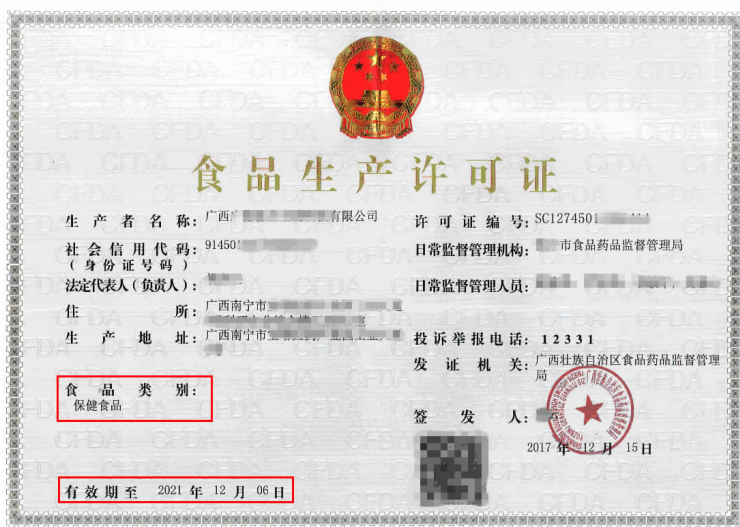 食品生产许可证
生产者名称：广西 有限公司
社会信用代码：914501
（身份证号码）
法定代表人（负责人）：
住所：广西南宁市
生产地址：广西南宁市
食品类别：
保健食品
有效期至 2021 年 12 月 06 日
许可证编号：SC1274501
日常监督管理机构： 市食品药品监督管理局
日常监督管理人员：
投诉举报电话：12331
发证机关：广西壮族自治区食品药品监督管理
局
签发人：
2017 年 12 月 15 日
CFDA